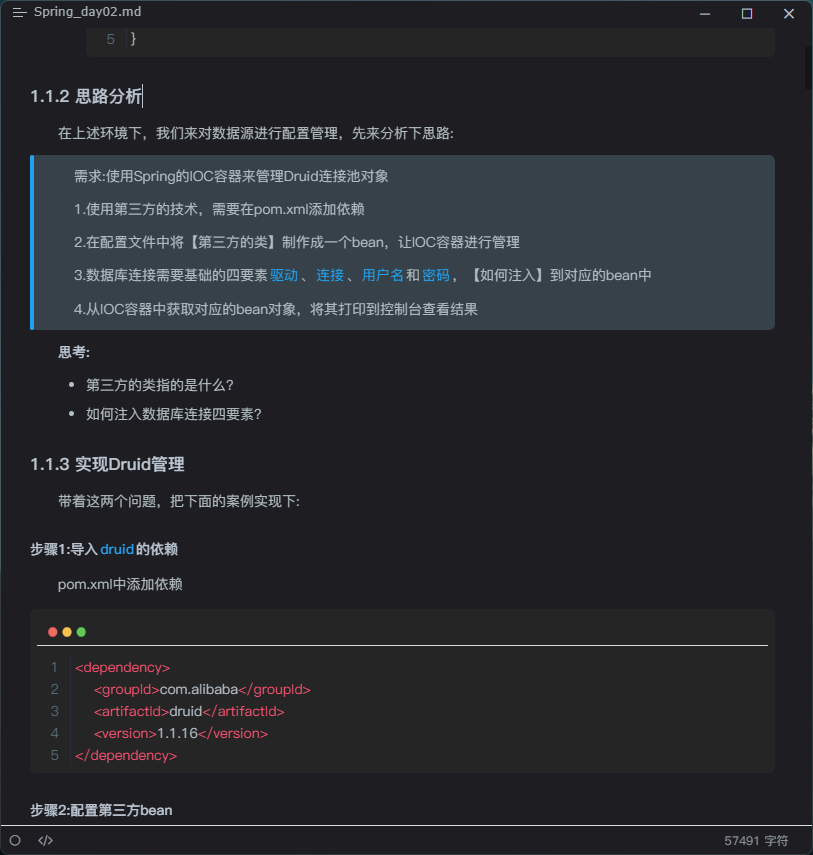 Spring_day02.md
5 }
1.1.2 思路分析
在上述环境下，我们来对数据源进行配置管理，先来分析下思路:
需求:使用Spring的IOC容器来管理Druid连接池对象
1.使用第三方的技术，需要在pom.xml添加依赖
2.在配置文件中将【第三方的类】制作成一个bean，让IOC容器进行管理
3.数据库连接需要基础的四要素驱动、连接、用户名和密码，【如何注入】到对应的bean中
4.从IOC容器中获取对应的bean对象，将其打印到控制台查看结果
思考:
• 第三方的类指的是什么?
• 如何注入数据库连接四要素?
1.1.3 实现Druid管理
带着这两个问题，把下面的案例实现下:
步骤1:导入druid的依赖
pom.xml中添加依赖
1 <dependency>
2 <groupId>com.alibaba</groupId>
3 <artifactId>druid</artifactId>
4 <version>1.1.16</version>
5 </dependency>
步骤2:配置第三方bean
</>
57491 字符